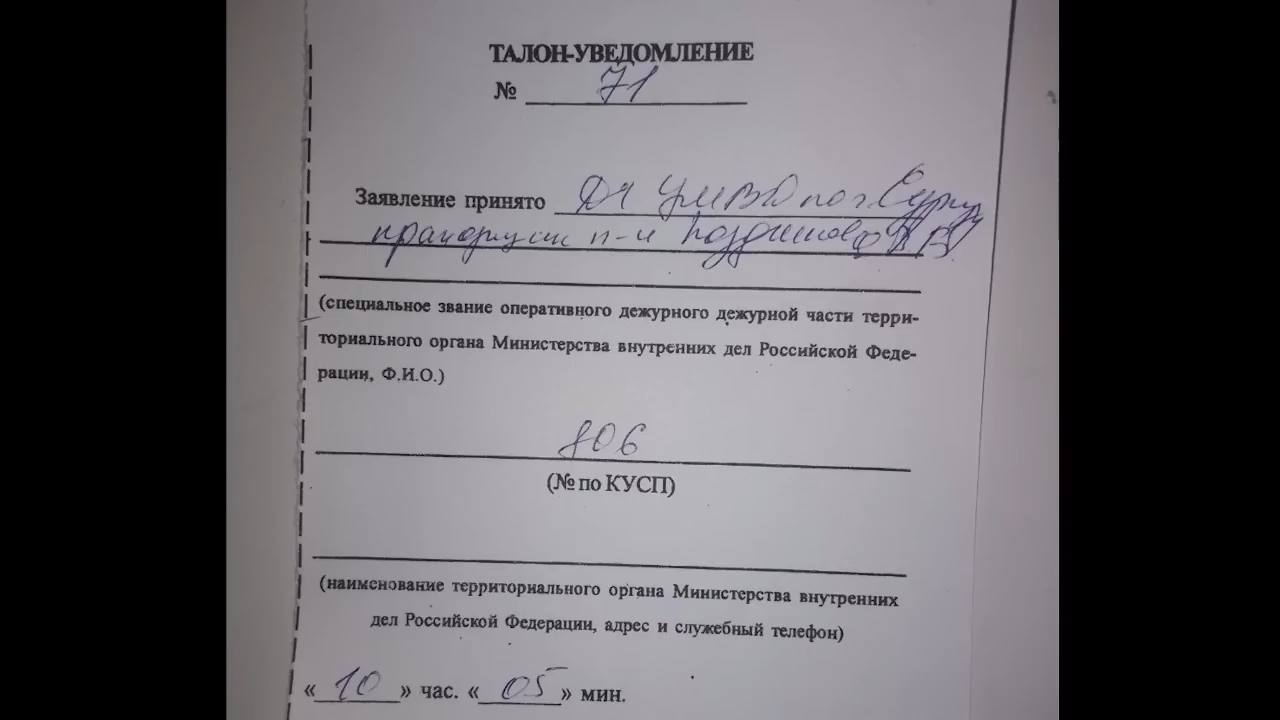 ТАЛОН-УВЕДОМЛЕНИЕ
№ 71
Заявление принято ДЧ УМВД по г.
п-и
(специальное звание оперативного дежурного дежурной части терри-
ториального органа Министерства внутренних дел Российской Феде-
рации, Ф.И.О.)
806
(№ по КУСП)
(наименование территориального органа Министерства внутренних
дел Российской Федерации, адрес и служебный телефон)
« 10 » час. « 05 » мин.